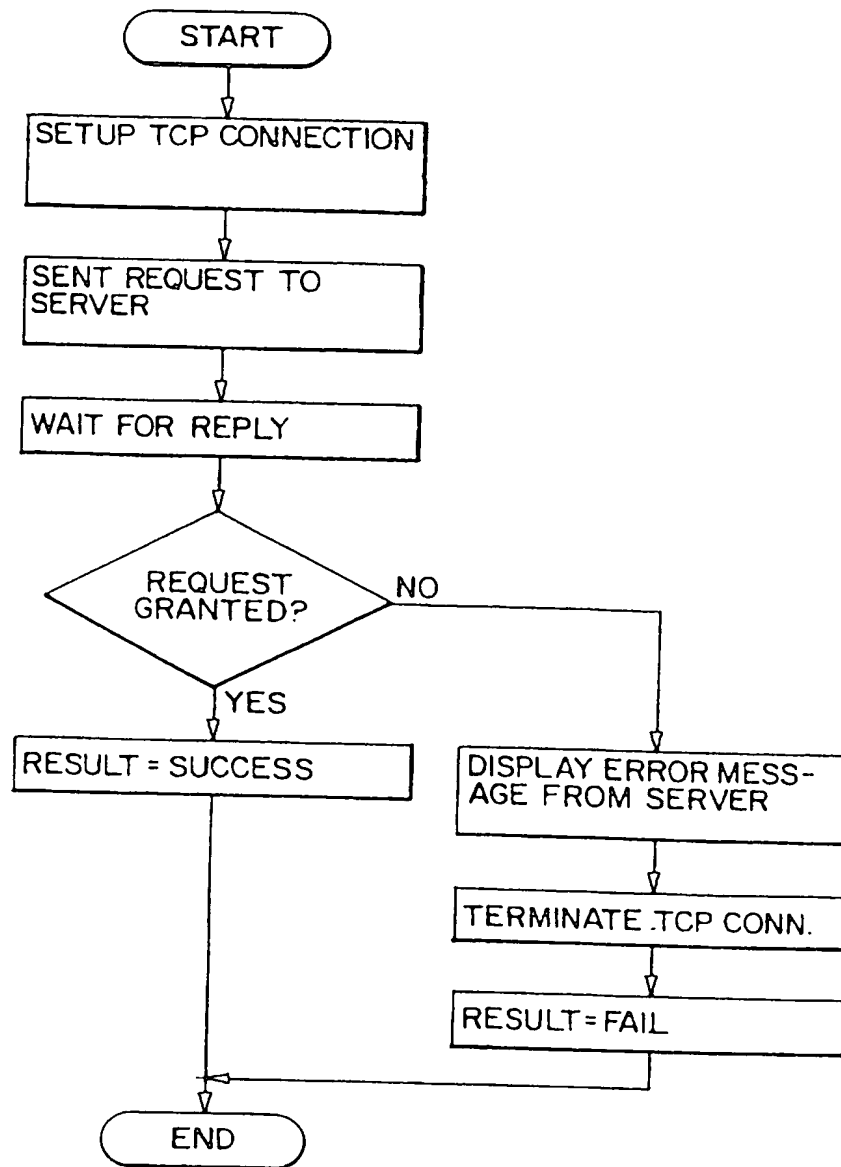 START
SETUP TCP CONNECTION
SENT REQUEST TO
SERVER
WAIT FOR REPLY
REQUEST
GRANTED?
NO
YES
RESULT = SUCCESS
DISPLAY ERROR MESS-
AGE FROM SERVER
TERMINATE TCP CONN.
RESULT = FAIL
END